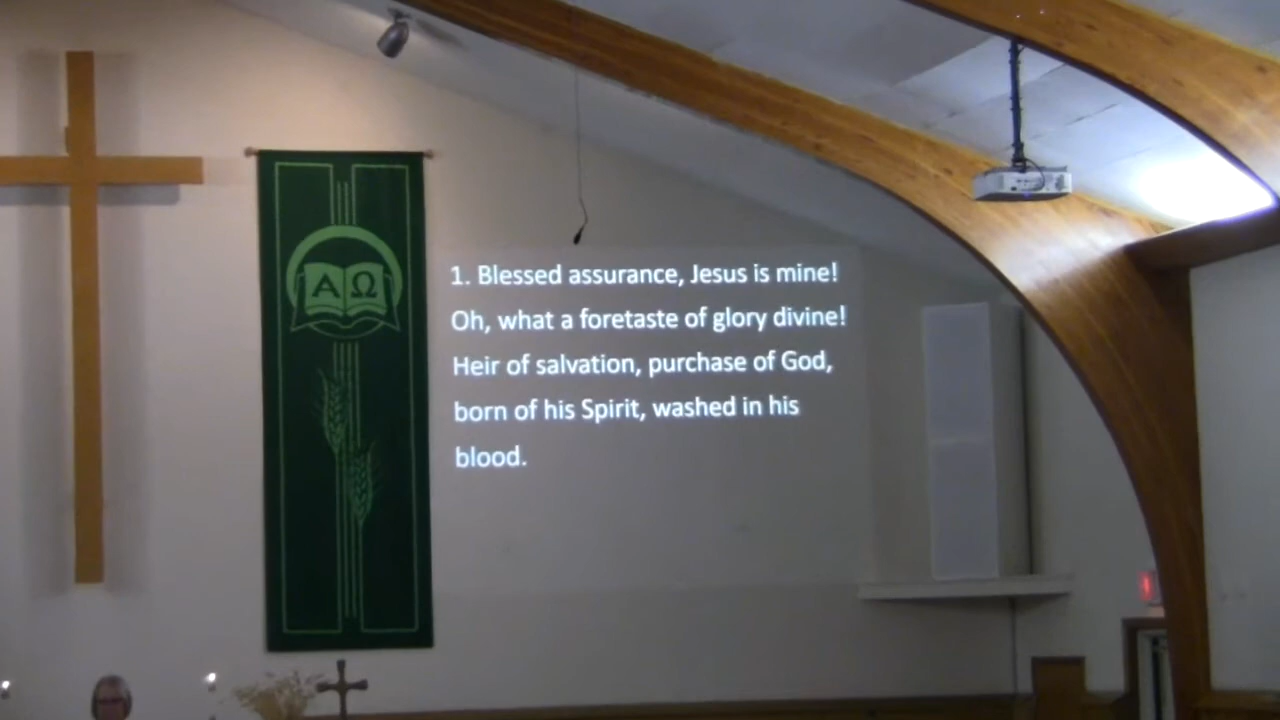 Α Ω
1. Blessed assurance, Jesus is mine!
Oh, what a foretaste of glory divine!
Heir of salvation, purchase of God,
born of his Spirit, washed in his
blood.